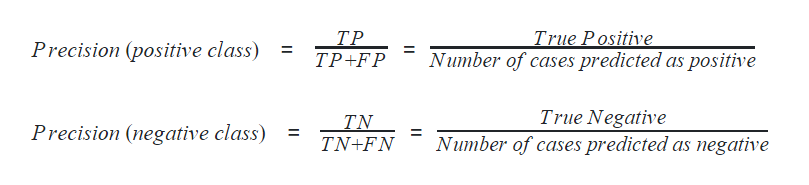 Precision (positive class) = TP / TP+FP = True Positive / Number of cases predicted as positive
Precision (negative class) = TN / TN+FN = True Negative / Number of cases predicted as negative